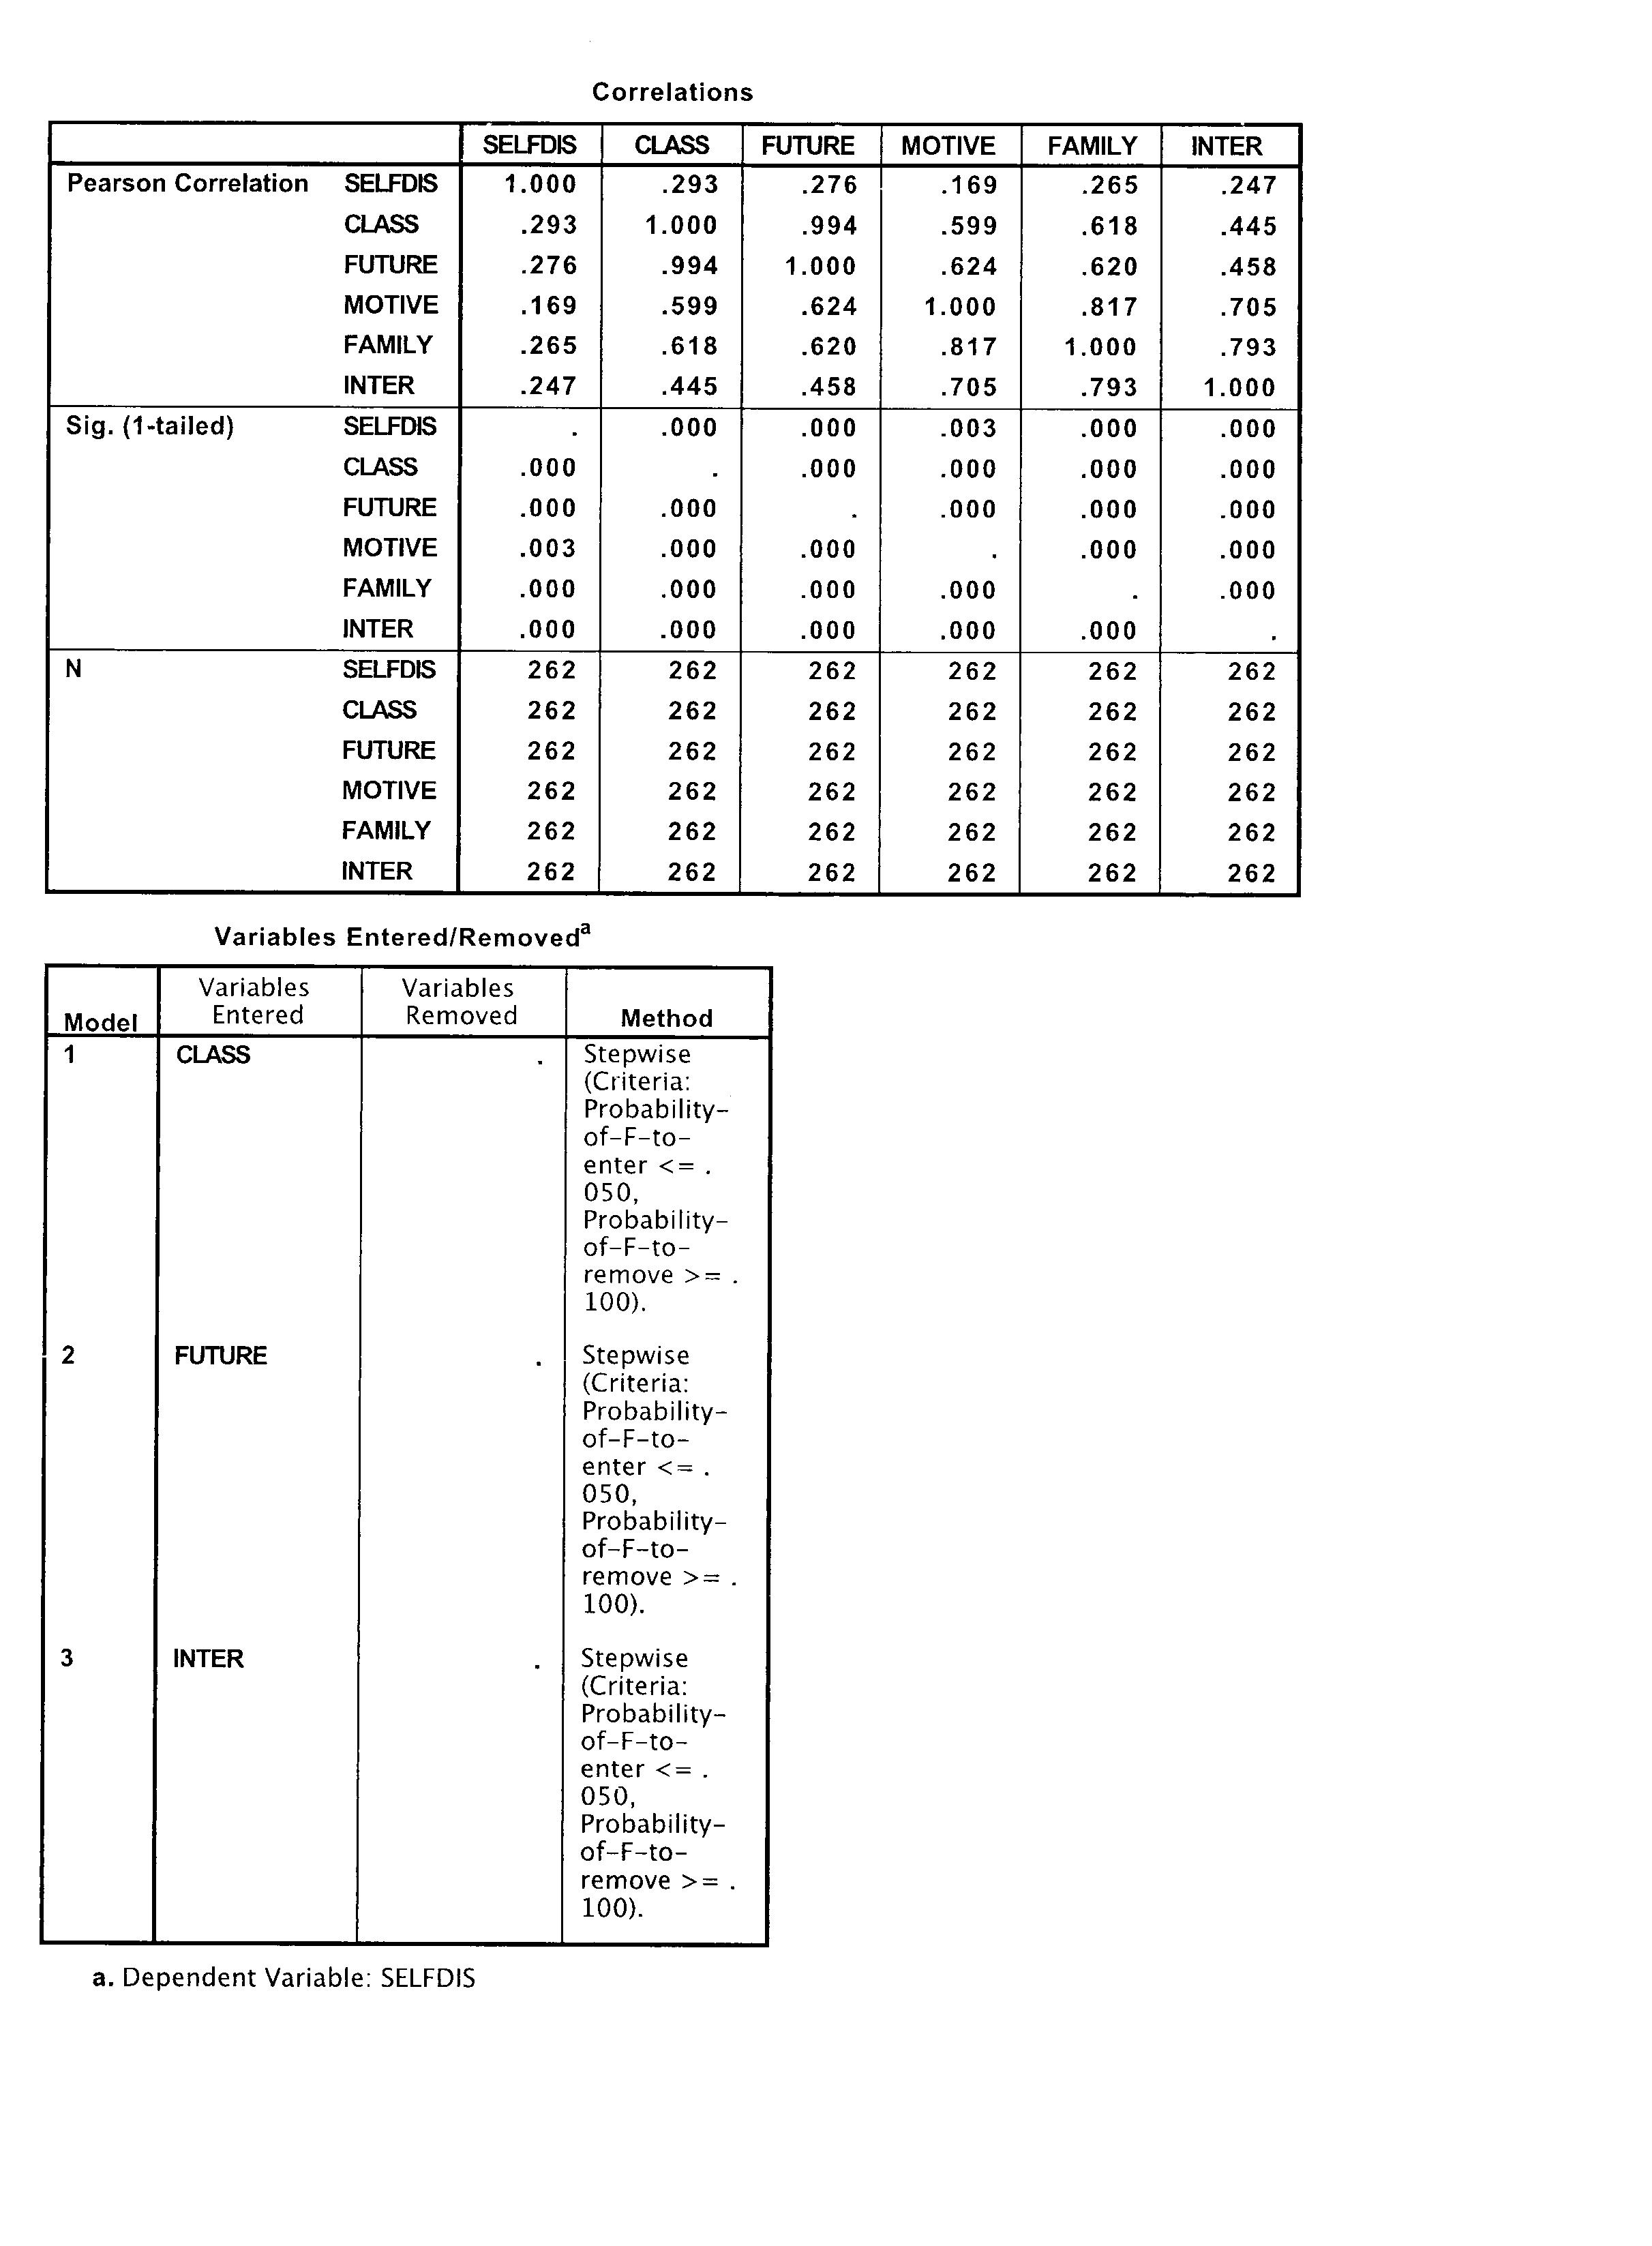 Correlations
SELFDIS CLASS FUTURE MOTIVE FAMILY INTER
Pearson Correlation SELFDIS 1.000 .293 .276 .169 .265 .247
CLASS .293 1.000 .994 .599 .618 .445
FUTURE .276 .994 1.000 .624 .620 .458
MOTIVE .169 .599 .624 1.000 .817 .705
FAMILY .265 .618 .620 .817 1.000 .793
INTER .247 .445 .458 .705 .793 1.000
Sig. (1-tailed) SELFDIS . .000 .000 .003 .000 .000
CLASS .000 . .000 .000 .000 .000
FUTURE .000 .000 . .000 .000 .000
MOTIVE .003 .000 .000 . .000 .000
FAMILY .000 .000 .000 .000 . .000
INTER .000 .000 .000 .000 .000 .
N SELFDIS 262 262 262 262 262 262
CLASS 262 262 262 262 262 262
FUTURE 262 262 262 262 262 262
MOTIVE 262 262 262 262 262 262
FAMILY 262 262 262 262 262 262
INTER 262 262 262 262 262 262
Variables Entered/Removedᵃ
Variables Variables
Model Entered Removed Method
1 CLASS . Stepwise
(Criteria:
Probability-
of-F-to-
enter <= .
050,
Probability-
of-F-to-
remove >= .
100).
2 FUTURE . Stepwise
(Criteria:
Probability-
of-F-to-
enter <= .
050,
Probability-
of-F-to-
remove >= .
100).
3 INTER . Stepwise
(Criteria:
Probability-
of-F-to-
enter <= .
050,
Probability-
of-F-to-
remove >= .
100).
a. Dependent Variable: SELFDIS